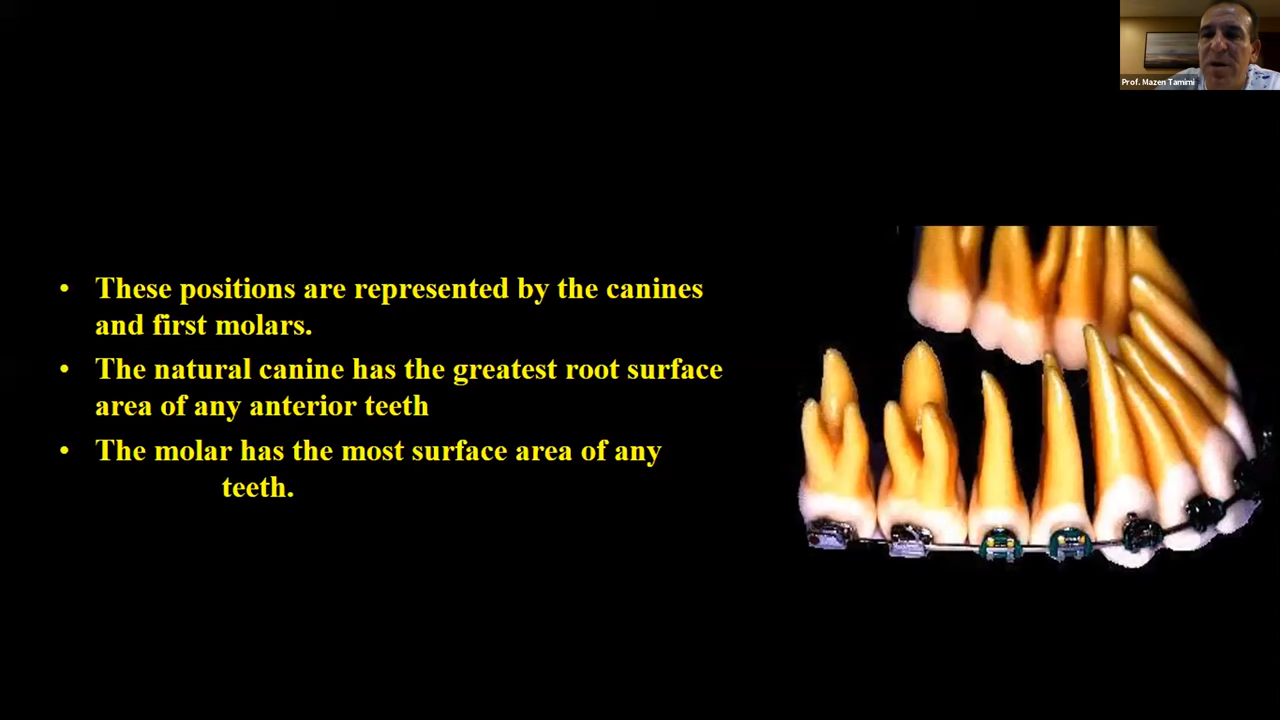 Prof. Mazen Tamimi
• These positions are represented by the canines
and first molars.
• The natural canine has the greatest root surface
area of any anterior teeth
• The molar has the most surface area of any
teeth.